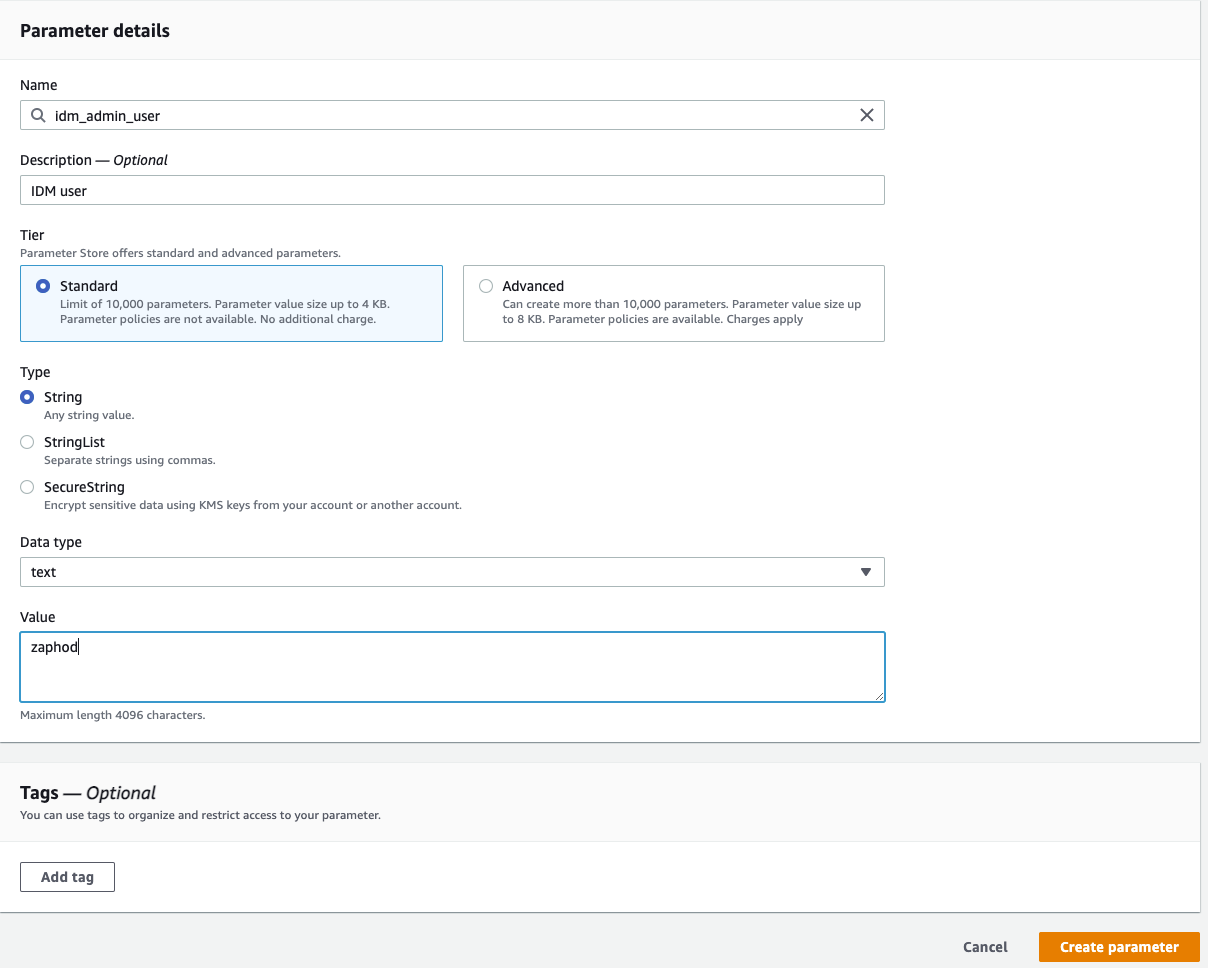 Parameter details
Name
idm_admin_user
Description — Optional
IDM user
Tier
Parameter Store offers standard and advanced parameters.
Standard
Limit of 10,000 parameters. Parameter value size up to 4 KB.
Parameter policies are not available. No additional charge.
Advanced
Can create more than 10,000 parameters. Parameter value size up
to 8 KB. Parameter policies are available. Charges apply
Type
String
Any string value.
StringList
Separate strings using commas.
SecureString
Encrypt sensitive data using KMS keys from your account or another account.
Data type
text
Value
zaphod
Maximum length 4096 characters.
Tags — Optional
You can use tags to organize and restrict access to your parameter.
Add tag
Cancel
Create parameter